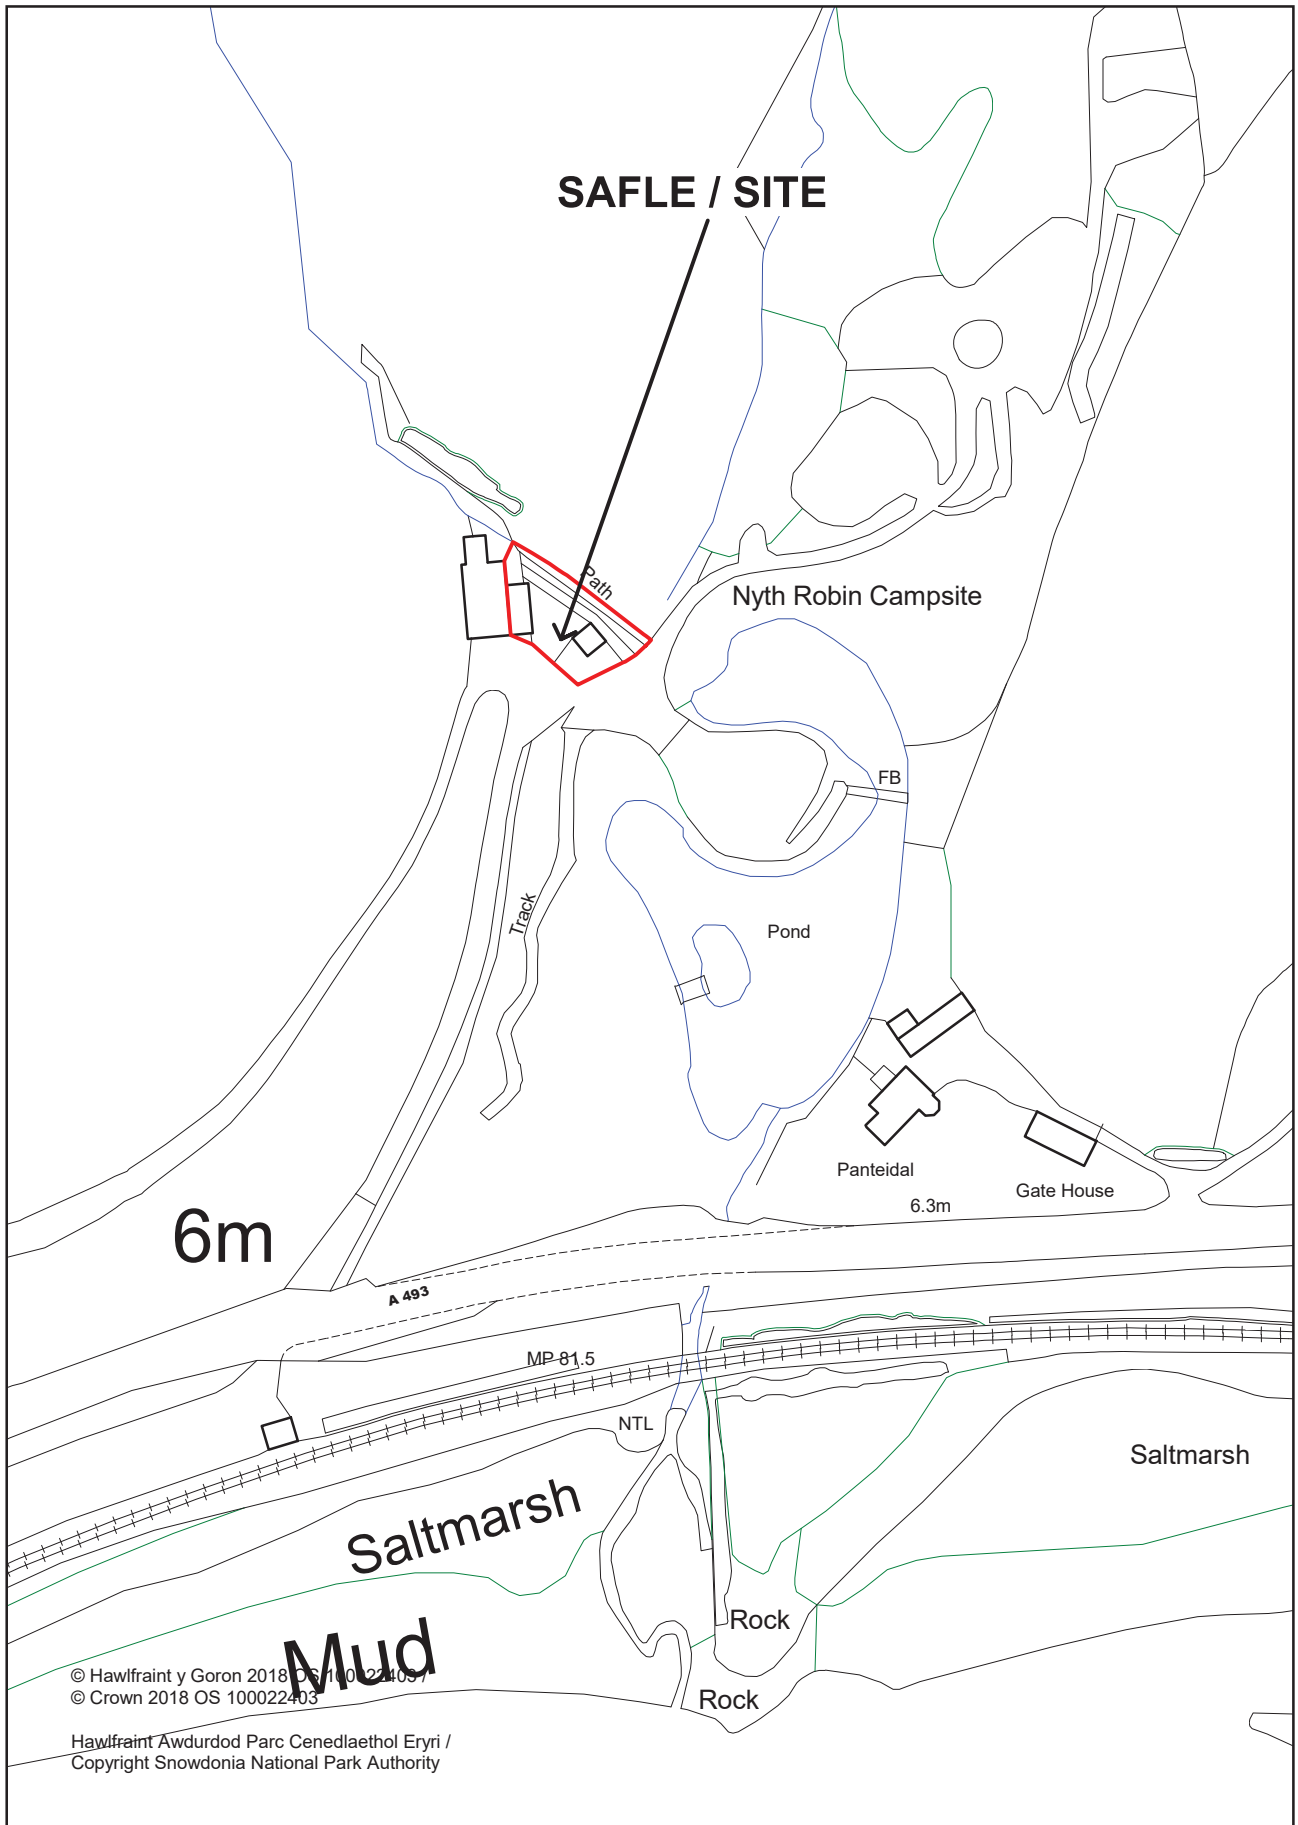 SAFLE / SITE
Path
Nyth Robin Campsite
FB
Track
Pond
Panteidal
Gate House
6.3m
6m
A 493
MP 81.5
NTL
Saltmarsh
Saltmarsh
Rock
Mud
Rock
© Hawlfraint y Goron 2018 OS 100022403 /
© Crown 2018 OS 100022403
Hawlfraint Awdurdod Parc Cenedlaethol Eryri /
Copyright Snowdonia National Park Authority